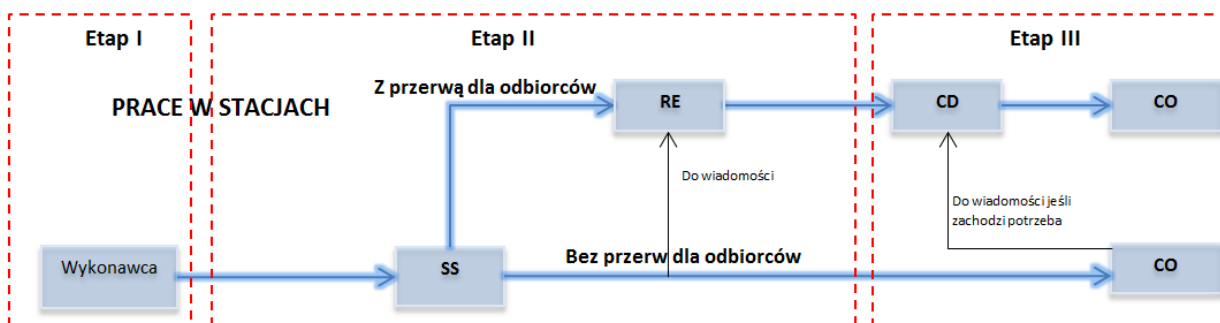 Etap I
Etap II
Etap III
PRACE W STACJACH
Z przerwą dla odbiorców
RE
CD
CO
Do wiadomości
Do wiadomości jeśli
zachodzi potrzeba
Wykonawca
SS
Bez przerw dla odbiorców
CO